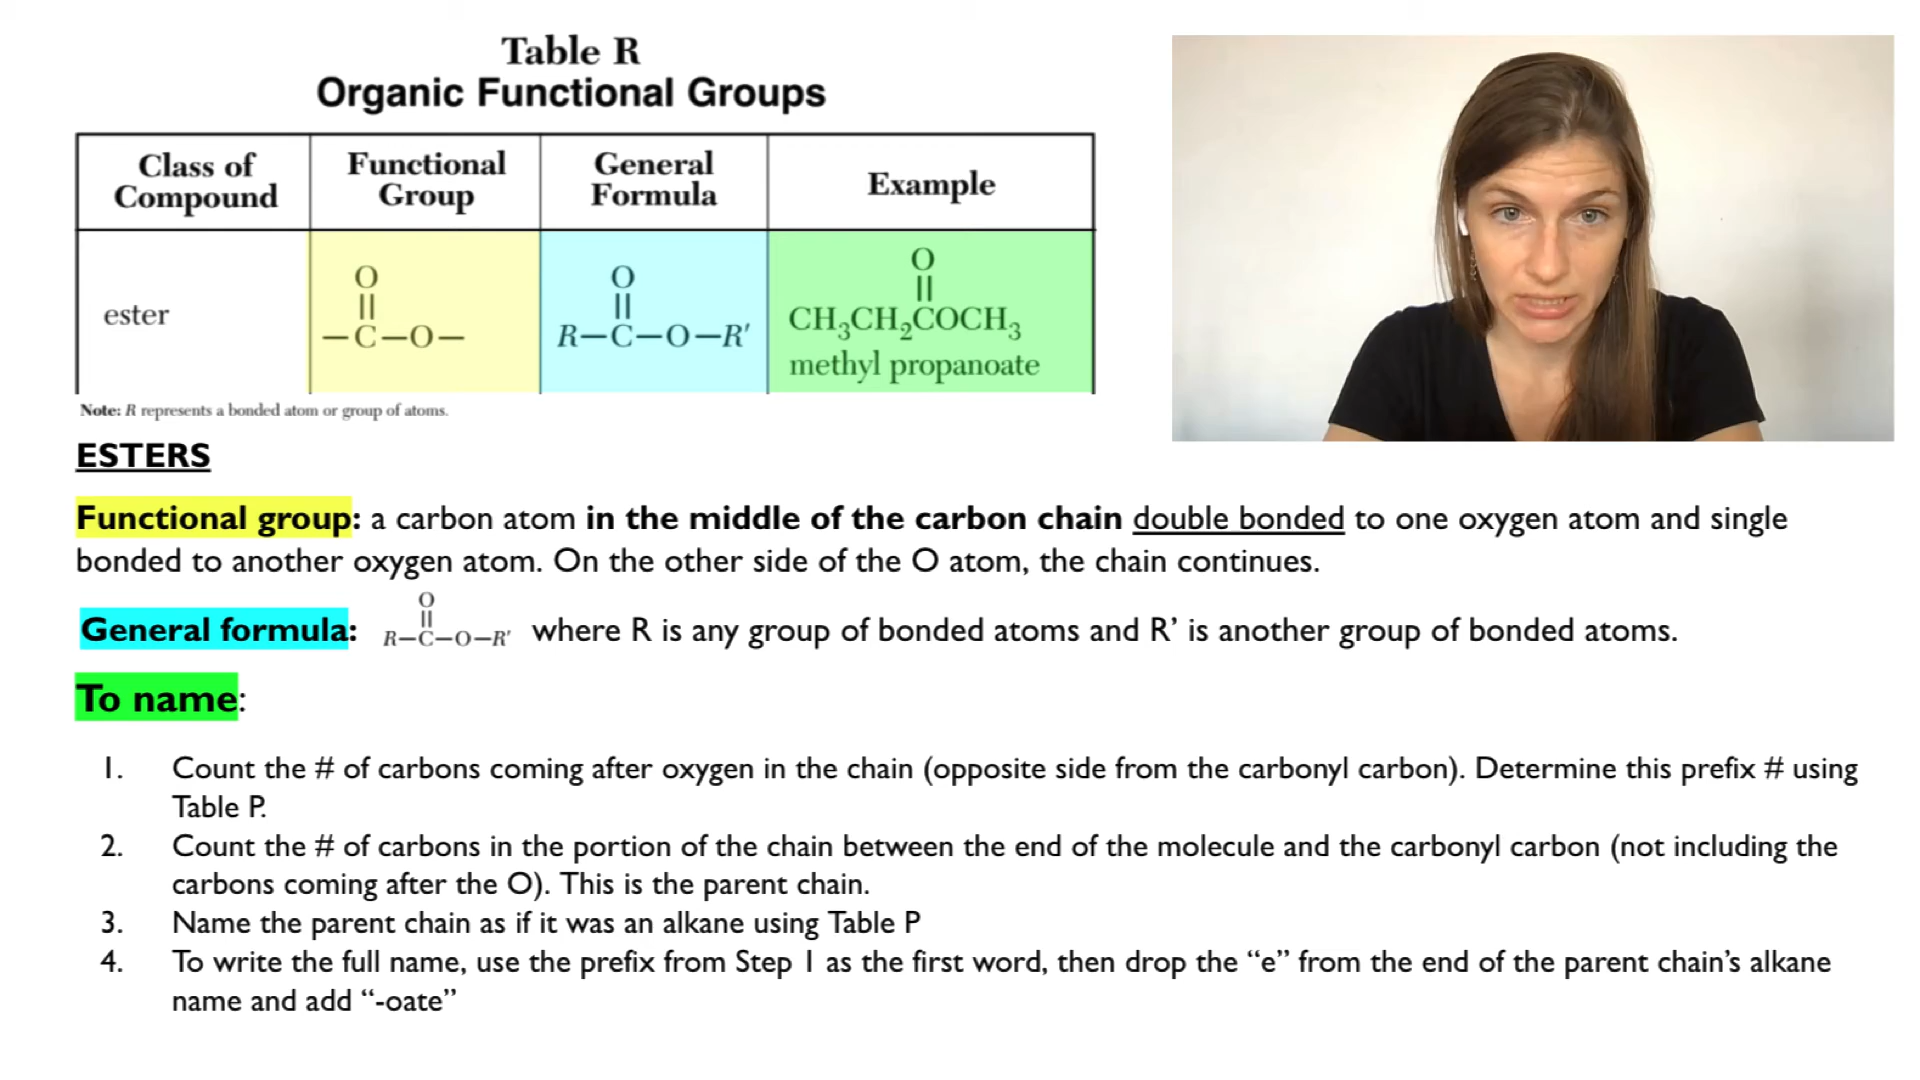 Table R
Organic Functional Groups
Class of Compound
Functional Group
General Formula
Example
ester
O
||
—C—O—
O
||
R—C—O—R′
O
||
CH₃CH₂COCH₃
methyl propanoate
Note: R represents a bonded atom or group of atoms.
ESTERS
Functional group: a carbon atom in the middle of the carbon chain double bonded to one oxygen atom and single
bonded to another oxygen atom. On the other side of the O atom, the chain continues.
O
||
General formula: R—C—O—R′ where R is any group of bonded atoms and R’ is another group of bonded atoms.
To name:
1. Count the # of carbons coming after oxygen in the chain (opposite side from the carbonyl carbon). Determine this prefix # using
Table P.
2. Count the # of carbons in the portion of the chain between the end of the molecule and the carbonyl carbon (not including the
carbons coming after the O). This is the parent chain.
3. Name the parent chain as if it was an alkane using Table P
4. To write the full name, use the prefix from Step 1 as the first word, then drop the “e” from the end of the parent chain’s alkane
name and add “-oate”